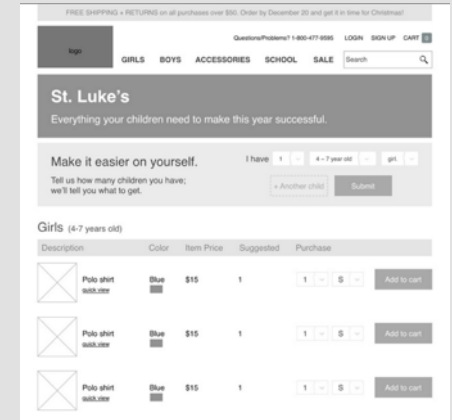 FREE SHIPPING + RETURNS on all purchases over $50. Order by December 20 and get it in time for Christmas!
Questions/Problems? 1-800-477-9595 LOGIN SIGN UP CART 0
logo
GIRLS BOYS ACCESSORIES SCHOOL SALE Search
St. Luke's
Everything your children need to make this year successful.
Make it easier on yourself. I have 1 4 – 7 year old girl
Tell us how many children you have;
we'll tell you what to get.
+ Another child Submit
Girls (4-7 years old)
Description Color Item Price Suggested Purchase
Polo shirt Blue $15 1 1 S Add to cart
quick view
Polo shirt Blue $15 1 1 S Add to cart
quick view
Polo shirt Blue $15 1 1 S Add to cart
quick view